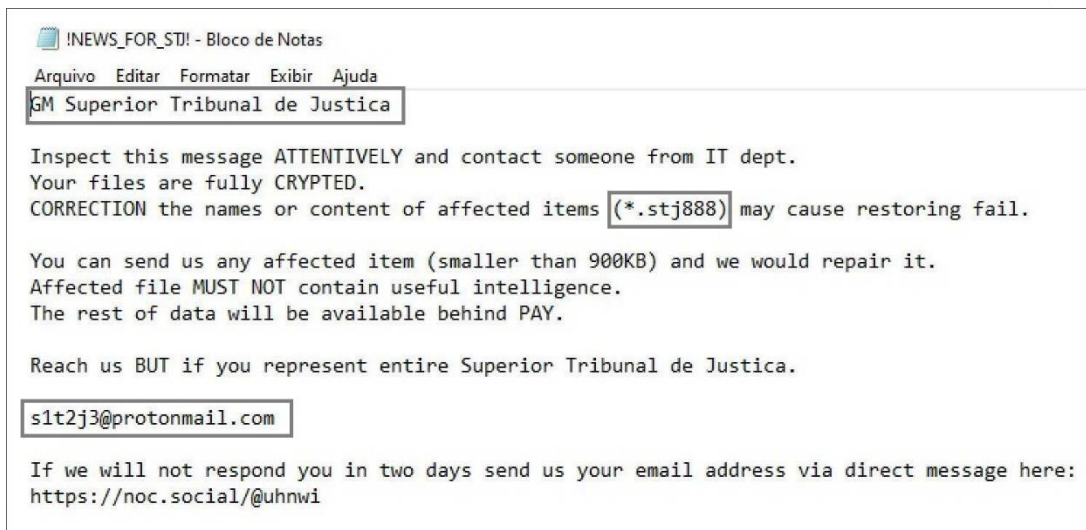 !NEWS_FOR_STJ! - Bloco de Notas
Arquivo Editar Formatar Exibir Ajuda
GM Superior Tribunal de Justica
Inspect this message ATTENTIVELY and contact someone from IT dept.
Your files are fully CRYPTED.
CORRECTION the names or content of affected items (*.stj888) may cause restoring fail.
You can send us any affected item (smaller than 900KB) and we would repair it.
Affected file MUST NOT contain useful intelligence.
The rest of data will be available behind PAY.
Reach us BUT if you represent entire Superior Tribunal de Justica.
s1t2j3@protonmail.com
If we will not respond you in two days send us your email address via direct message here:
https://noc.social/@uhnwi